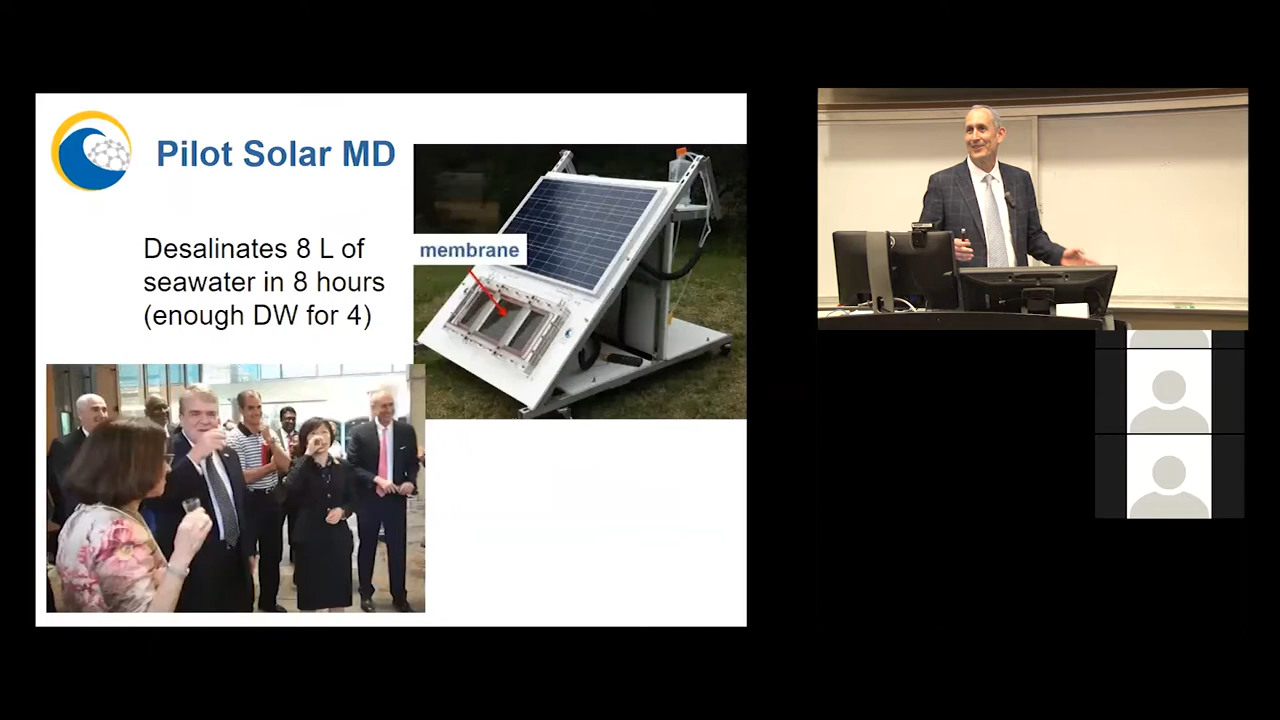 Pilot Solar MD
Desalinates 8 L of
seawater in 8 hours
(enough DW for 4)
membrane